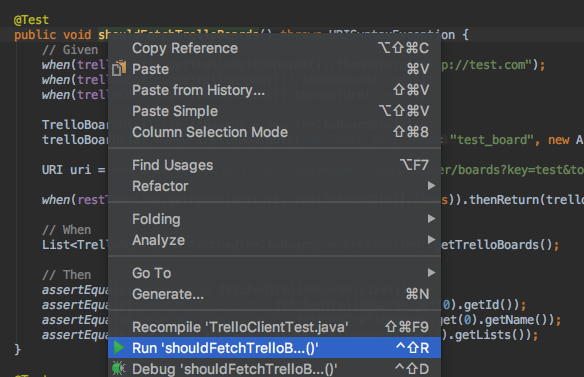 @Test
public void shouldFetchTrelloBoards() throws URISyntaxException {
// Given
when(trell p://test.com");
when(trell
when(trell
TrelloBoar
trelloBoar "test_board", new A
URI uri = er/boards?key=test&to
when(rest s)).thenReturn(trello
// When
List<Trell etTrelloBoards();
// Then
assertEqua 0).getId());
assertEqua get(0).getName());
assertEqua ).getLists());
}
@Test
Copy Reference ⌥⇧⌘C
Paste ⌘V
Paste from History... ⇧⌘V
Paste Simple ⌥⇧⌘V
Column Selection Mode ⇧⌘8
Find Usages ⌥F7
Refactor
Folding
Analyze
Go To
Generate... ⌘N
Recompile 'TrelloClientTest.java' ⇧⌘F9
Run 'shouldFetchTrelloB...()' ^⇧R
Debug 'shouldFetchTrelloB...()' ^⇧D